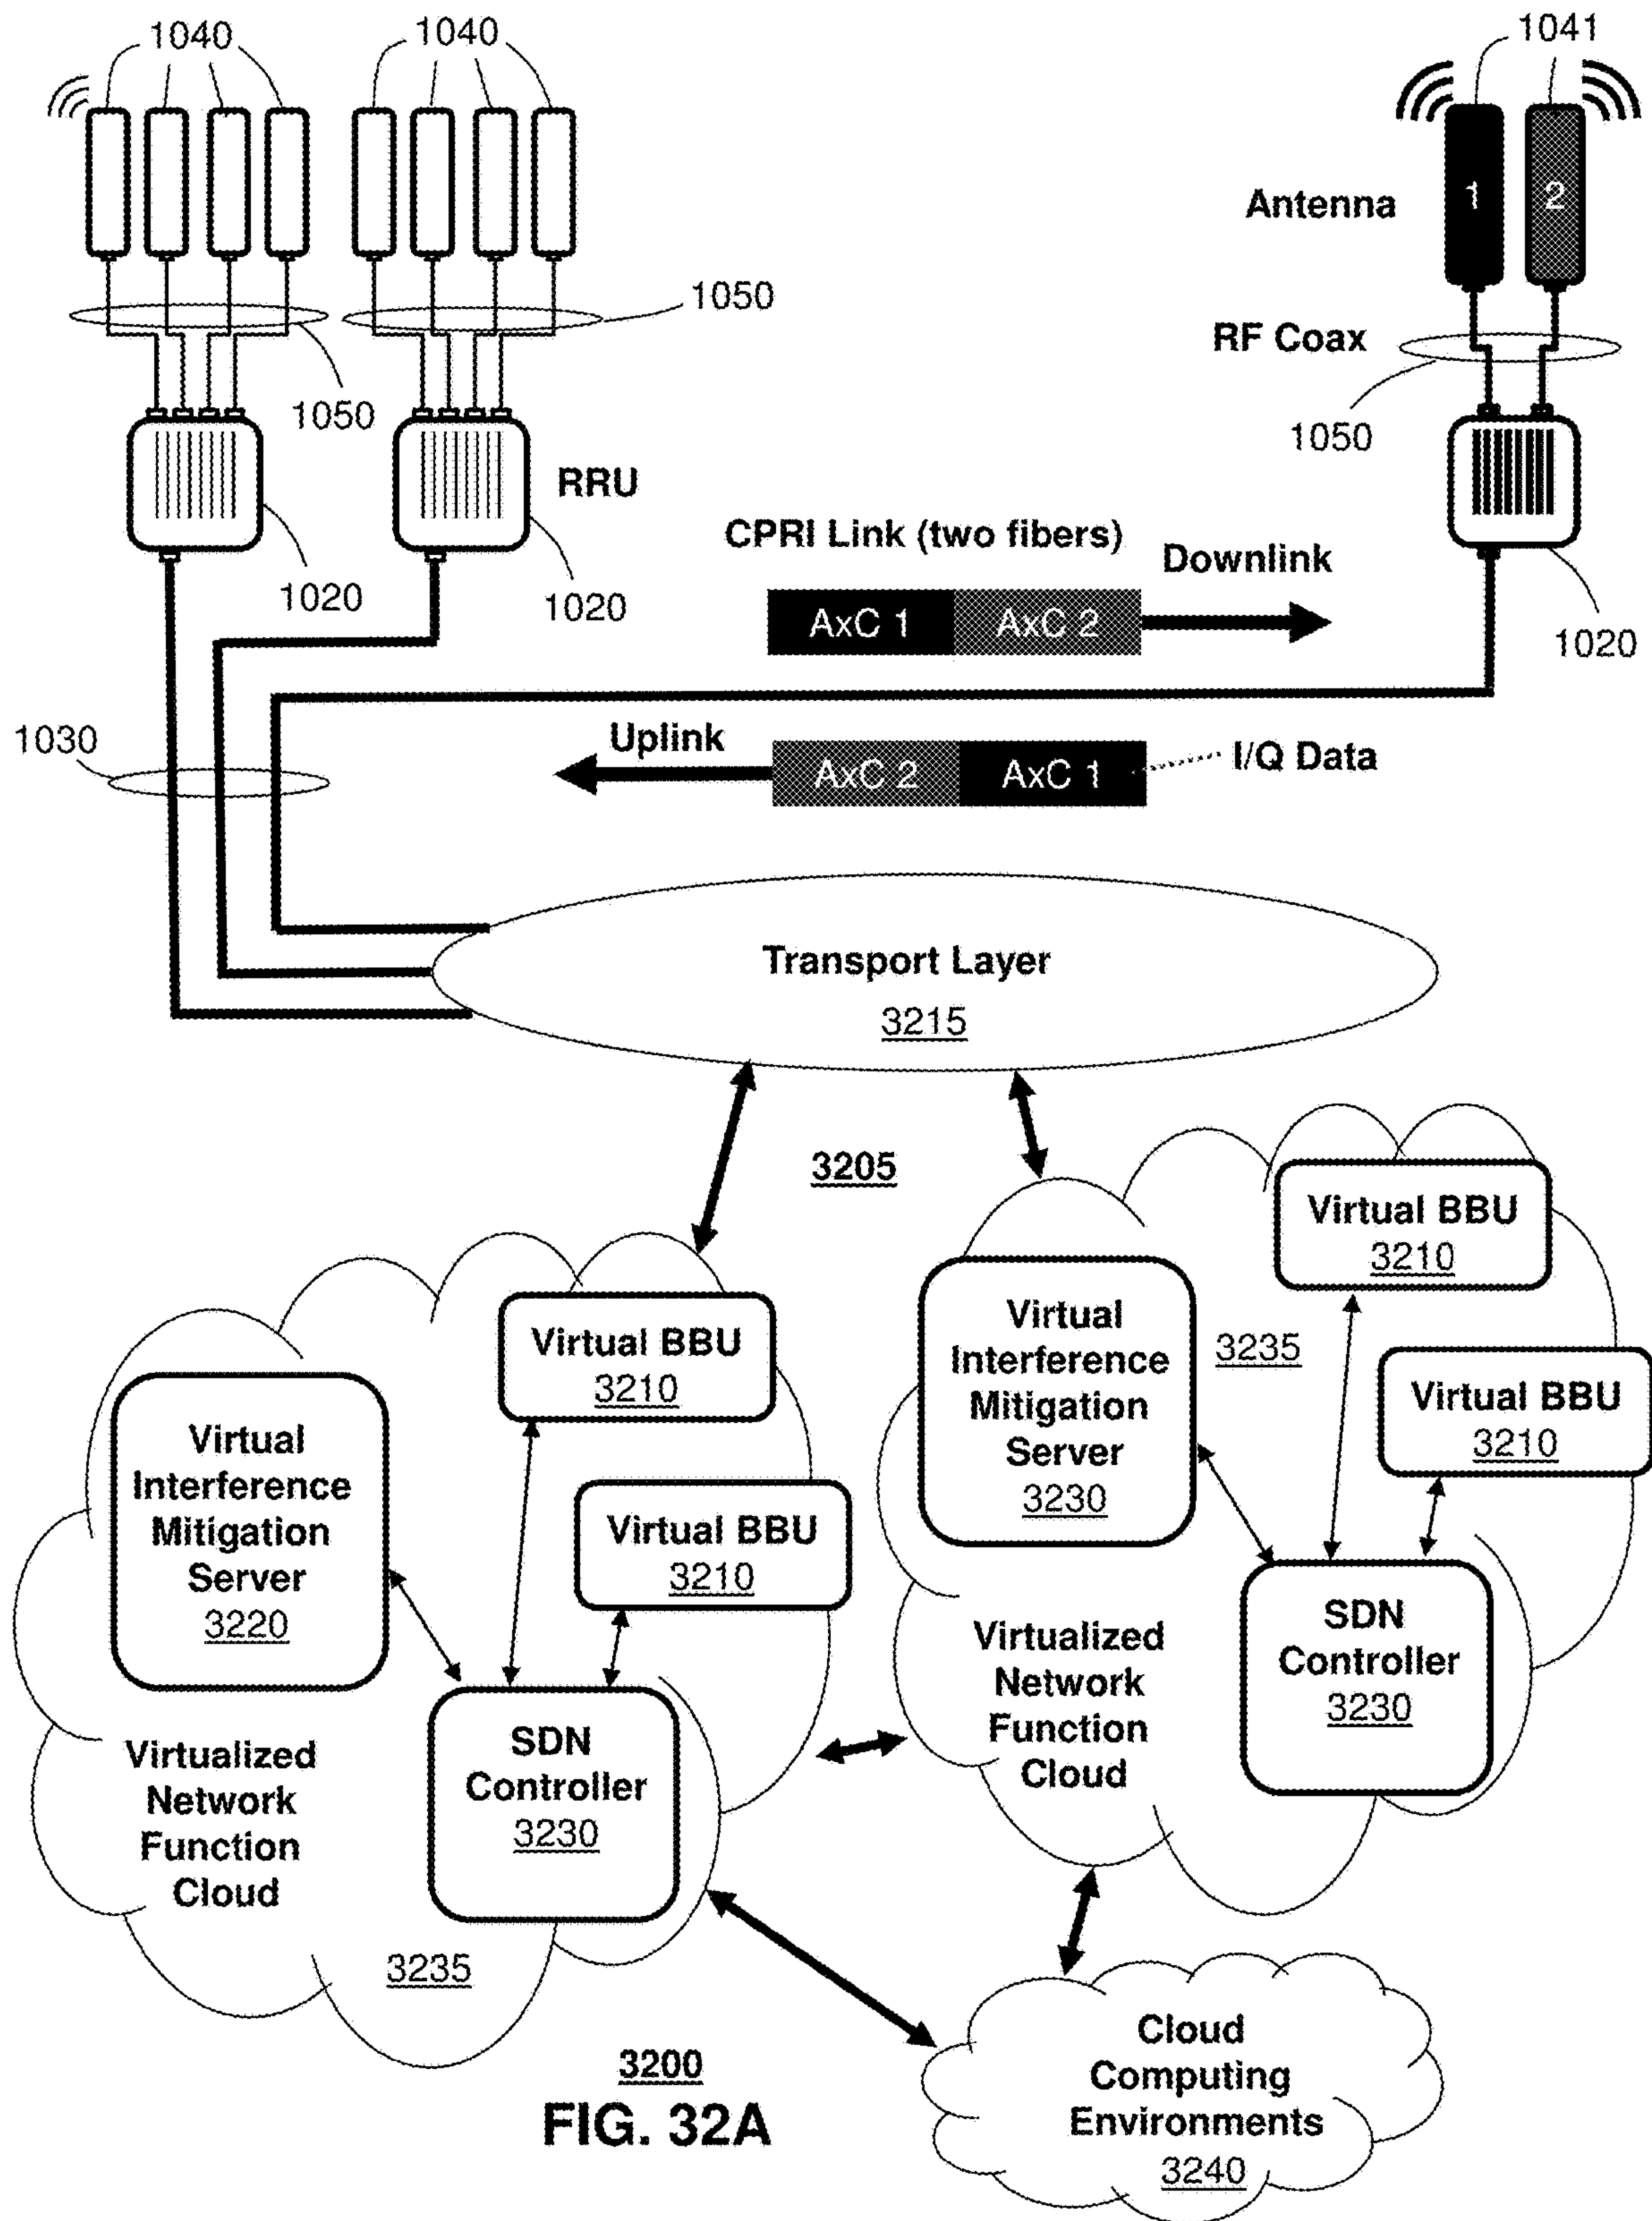 1040
1040
1041
Antenna
1
2
1050
RF Coax
1050
1050
RRU
CPRI Link (two fibers)
Downlink
1020
1020
AxC 1
AxC 2
1020
1030
Uplink
AxC 2
AxC 1
I/Q Data
Transport Layer
3215
3205
Virtual BBU
3210
Virtual
Interference
Mitigation
Server
3230
3235
Virtual BBU
3210
SDN
Controller
3230
Virtualized
Network
Function
Cloud
Virtual BBU
3210
Virtual
Interference
Mitigation
Server
3220
Virtual BBU
3210
SDN
Controller
3230
Virtualized
Network
Function
Cloud
3235
Cloud
Computing
Environments
3240
3200
FIG. 32A